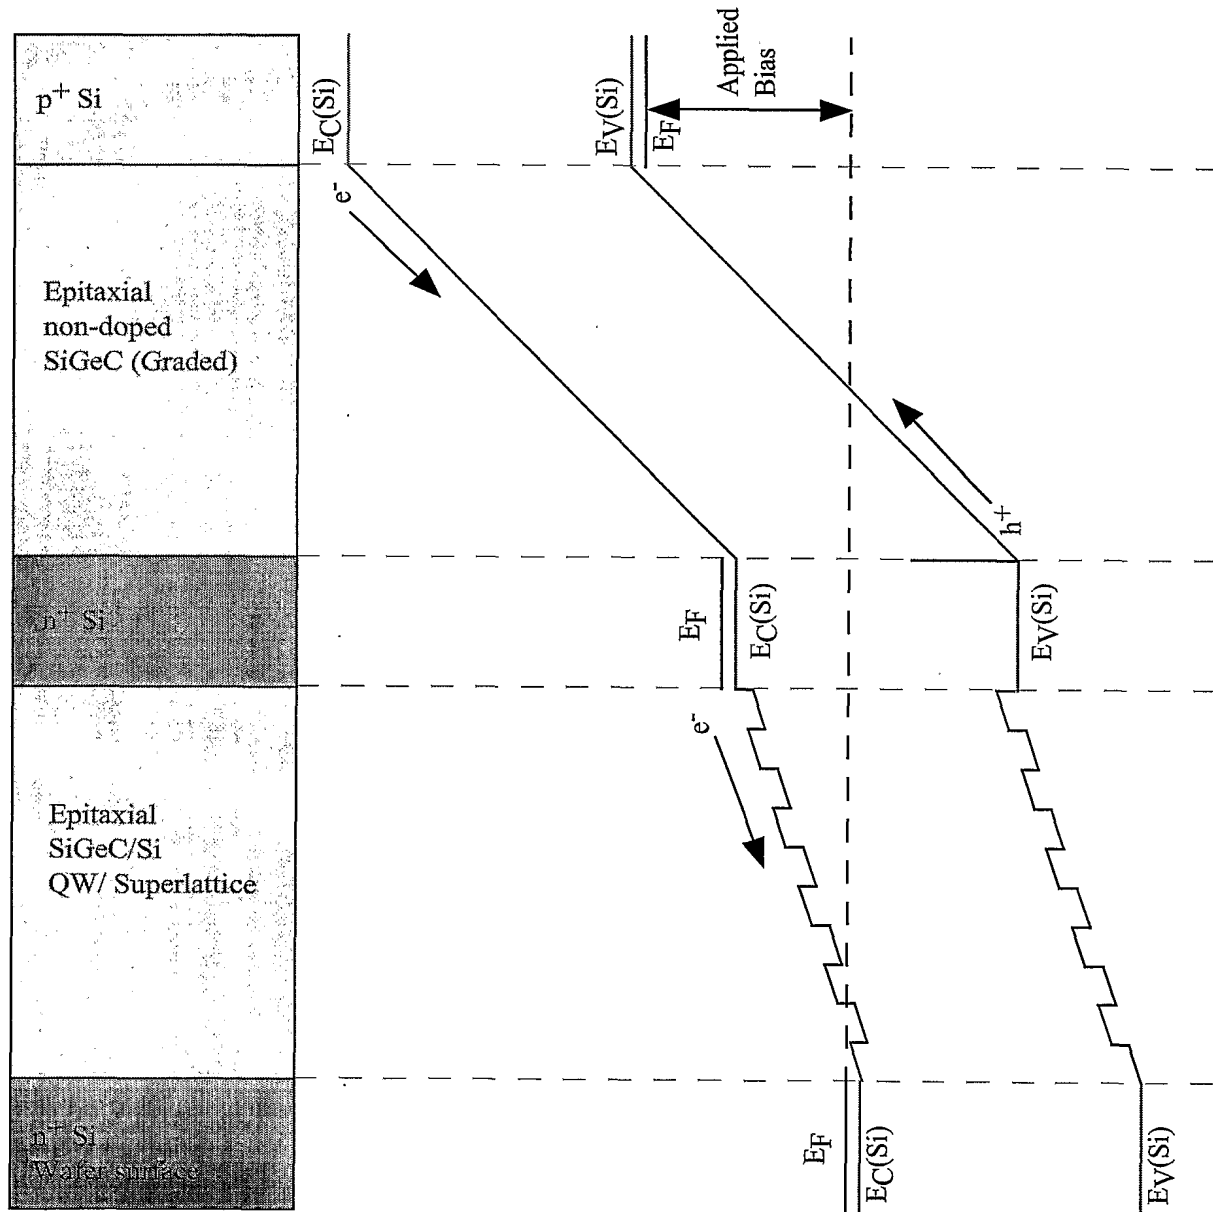 p+ Si
EC(Si)
EV(Si)
EF
Applied
Bias
e-
Epitaxial
non-doped
SiGeC (Graded)
h+
n+ Si
EF
EC(Si)
EV(Si)
e-
Epitaxial
SiGeC/Si
QW/ Superlattice
n+ Si
Wafer surface
EF
EC(Si)
EV(Si)